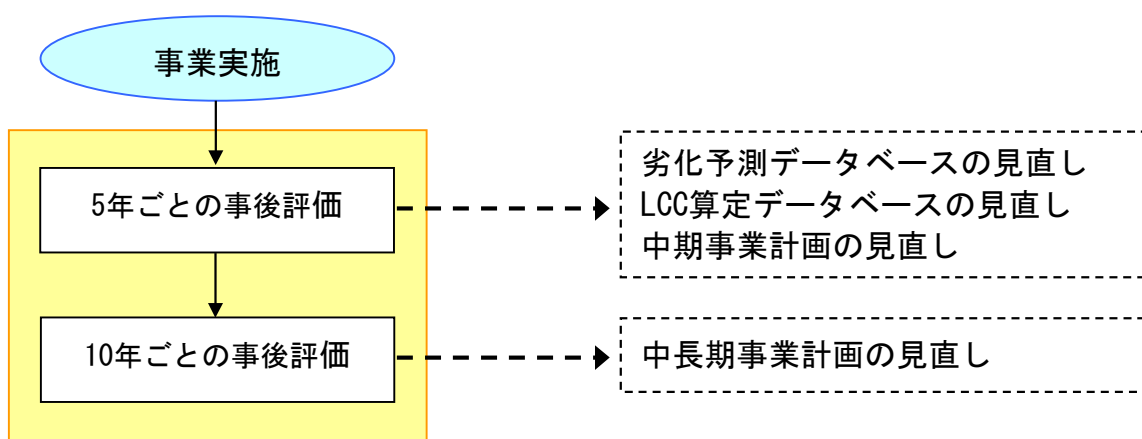 事業実施
5年ごとの事後評価
劣化予測データベースの見直し
LCC算定データベースの見直し
中期事業計画の見直し
10年ごとの事後評価
中長期事業計画の見直し